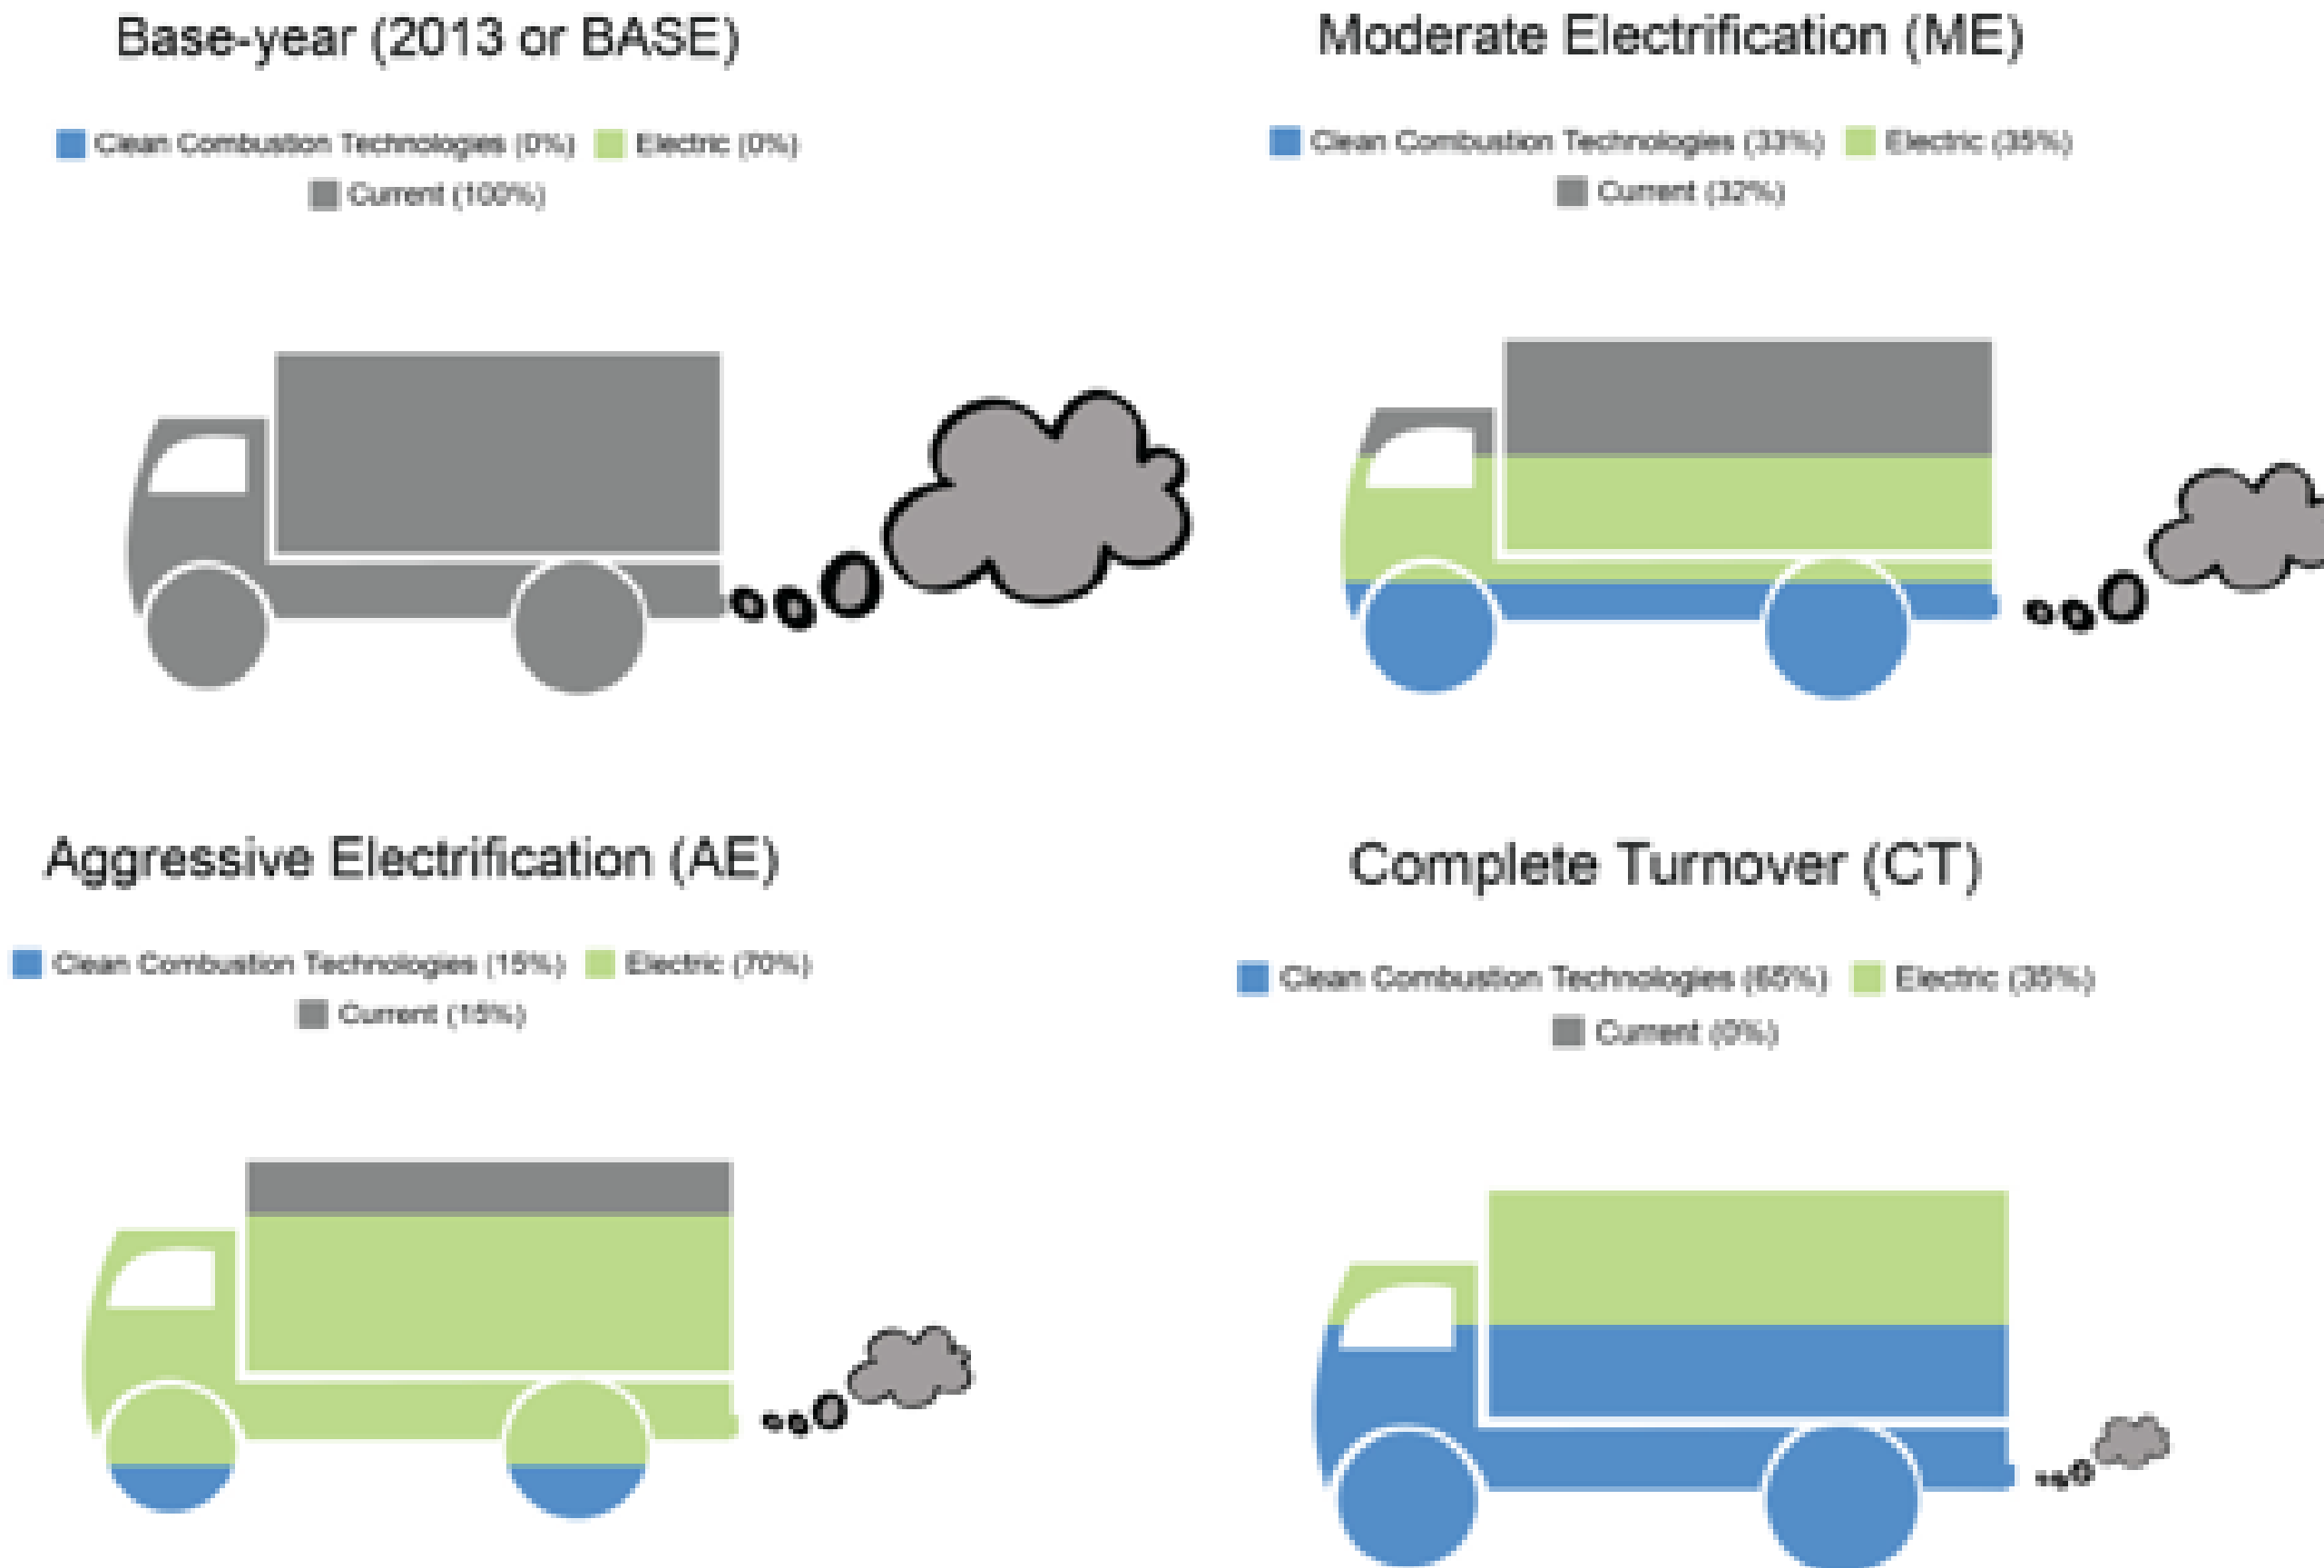 Base-year (2013 or BASE)
Clean Combustion Technologies (0%) Electric (0%)
Current (100%)
Moderate Electrification (ME)
Clean Combustion Technologies (33%) Electric (35%)
Current (32%)
Aggressive Electrification (AE)
Clean Combustion Technologies (15%) Electric (70%)
Current (15%)
Complete Turnover (CT)
Clean Combustion Technologies (65%) Electric (35%)
Current (0%)